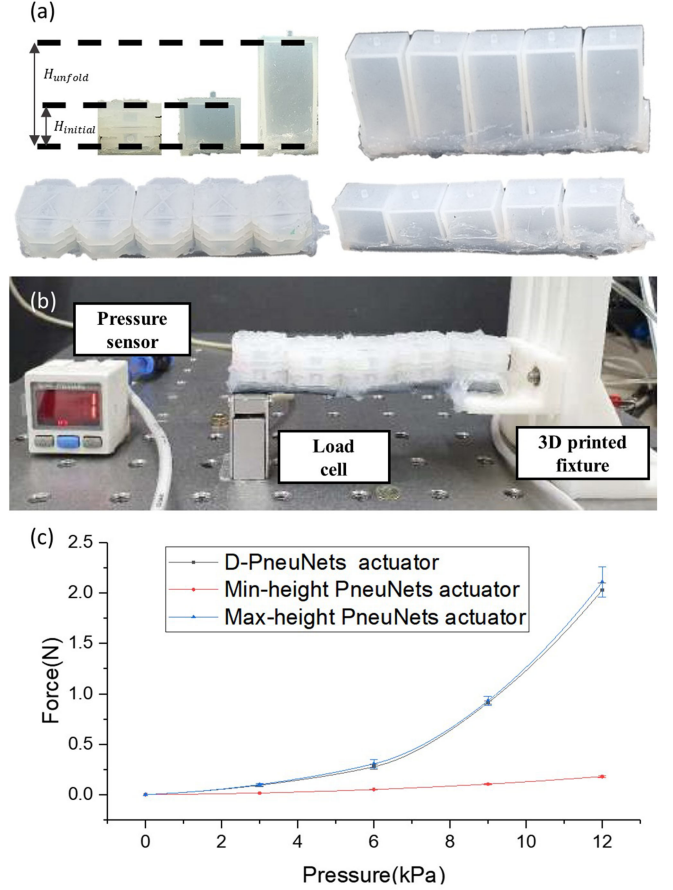 (a)
H_unfold
H_initial
(b)
Pressure
sensor
Load
cell
3D printed
fixture
(c)
2.5
2.0
1.5
1.0
0.5
0.0
Force(N)
D-PneuNets actuator
Min-height PneuNets actuator
Max-height PneuNets actuator
0 2 4 6 8 10 12
Pressure(kPa)